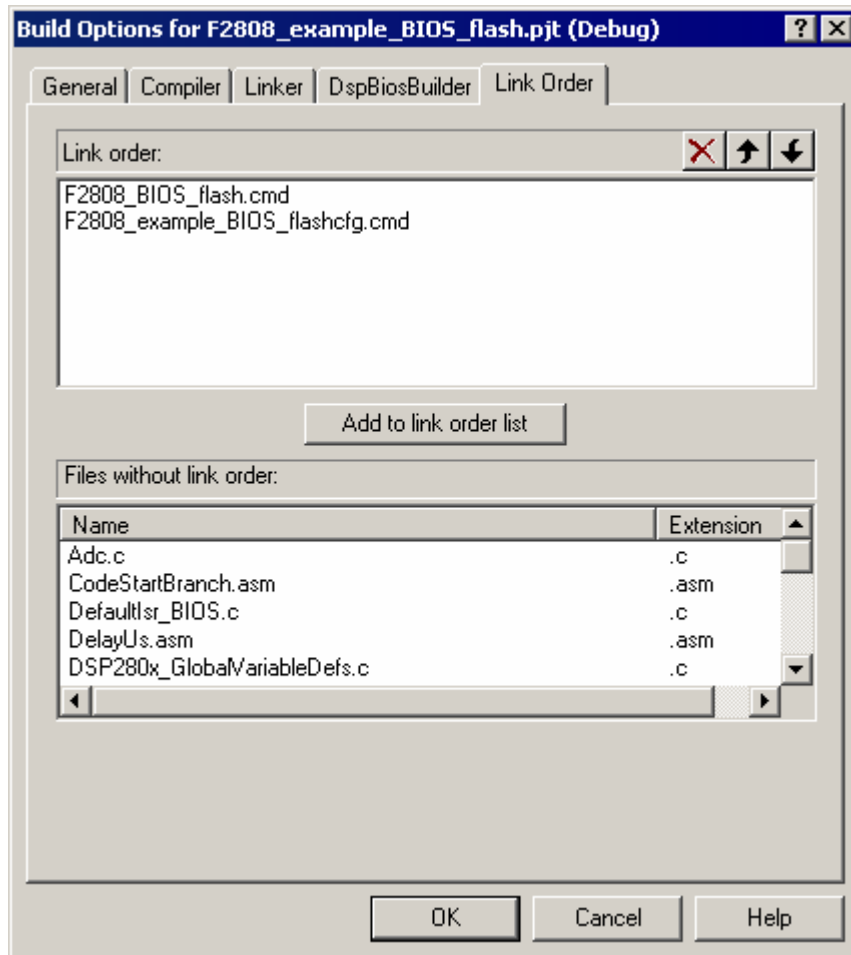 Build Options for F2808_example_BIOS_flash.pjt (Debug)
General Compiler Linker DspBiosBuilder Link Order
Link order:
F2808_BIOS_flash.cmd
F2808_example_BIOS_flashcfg.cmd
Add to link order list
Files without link order:
Name Extension
Adc.c .c
CodeStartBranch.asm .asm
DefaultIsr_BIOS.c .c
DelayUs.asm .asm
DSP280x_GlobalVariableDefs.c .c
OK Cancel Help